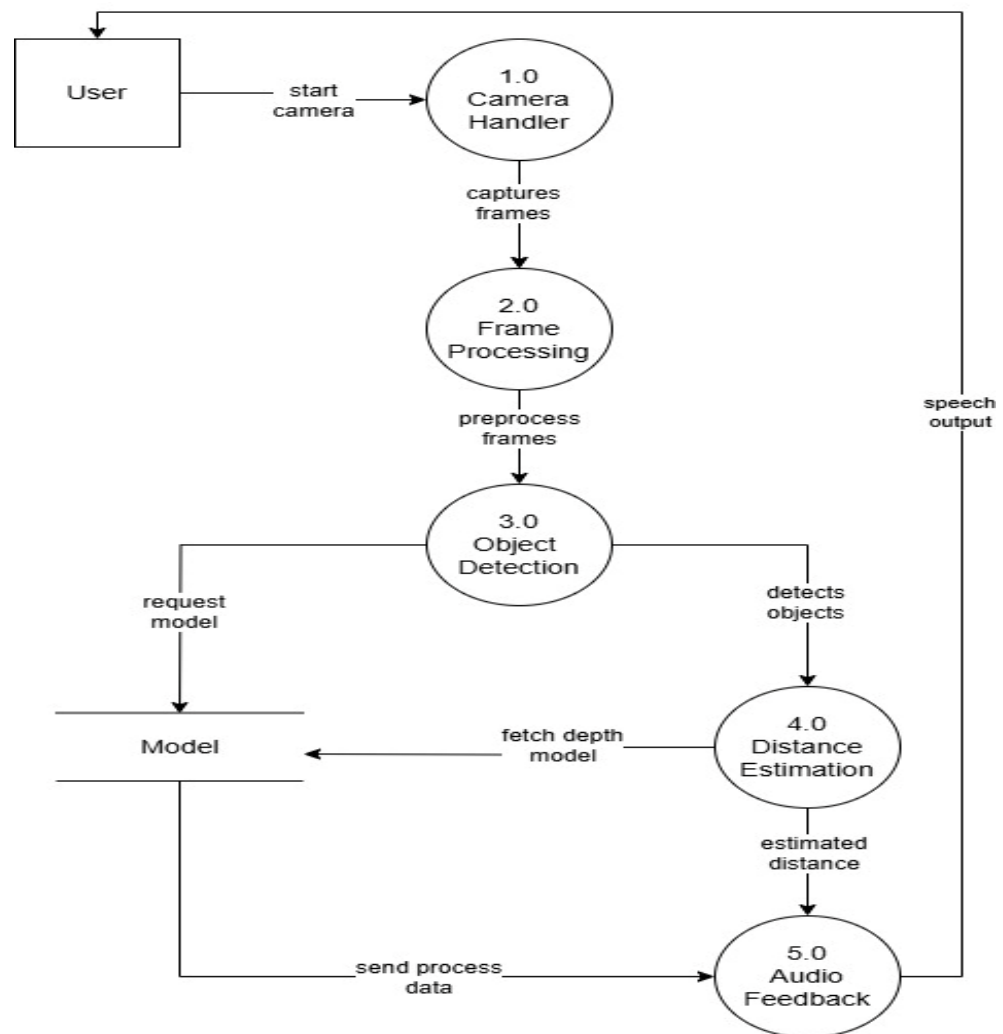 User
start
camera
1.0
Camera
Handler
captures
frames
2.0
Frame
Processing
preprocess
frames
speech
output
3.0
Object
Detection
request
model
detects
objects
Model
fetch depth
model
4.0
Distance
Estimation
estimated
distance
send process
data
5.0
Audio
Feedback